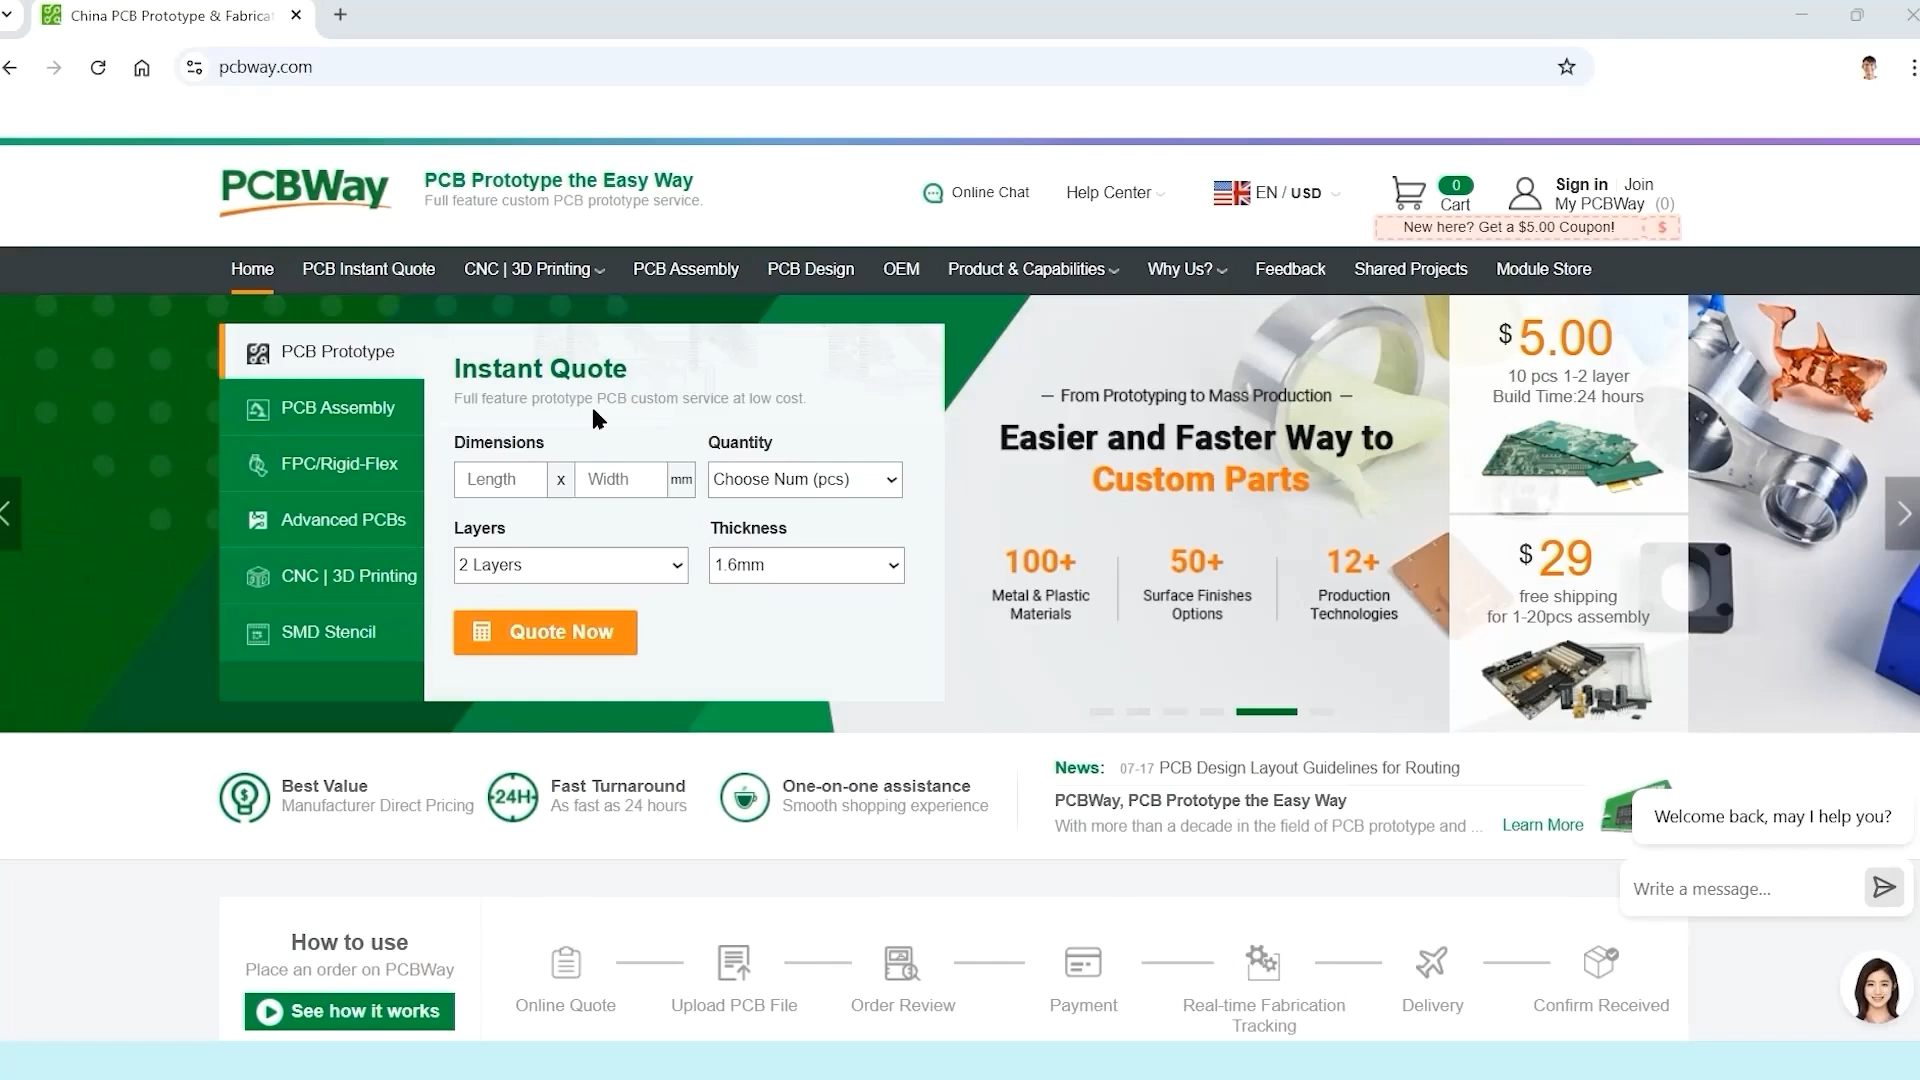 China PCB Prototype & Fabricat
pcbway.com
PCBWay
PCB Prototype the Easy Way
Full feature custom PCB prototype service.
Online Chat
Help Center
EN / USD
0
Cart
Sign in
Join
My PCBWay (0)
New here? Get a $5.00 Coupon!
$
Home
PCB Instant Quote
CNC | 3D Printing
PCB Assembly
PCB Design
OEM
Product & Capabilities
Why Us?
Feedback
Shared Projects
Module Store
PCB Prototype
PCB Assembly
FPC/Rigid-Flex
Advanced PCBs
CNC | 3D Printing
SMD Stencil
Instant Quote
Full feature prototype PCB custom service at low cost.
Dimensions
Quantity
Length
x
Width
mm
Choose Num (pcs)
Layers
Thickness
2 Layers
1.6mm
Quote Now
— From Prototyping to Mass Production —
Easier and Faster Way to
Custom Parts
100+
Metal & Plastic
Materials
50+
Surface Finishes
Options
12+
Production
Technologies
$ 5.00
10 pcs 1-2 layer
Build Time:24 hours
$ 29
free shipping
for 1-20pcs assembly
Best Value
Manufacturer Direct Pricing
24H
Fast Turnaround
As fast as 24 hours
One-on-one assistance
Smooth shopping experience
News:
07-17 PCB Design Layout Guidelines for Routing
PCBWay, PCB Prototype the Easy Way
With more than a decade in the field of PCB prototype and ...
Learn More
Welcome back, may I help you?
Write a message...
How to use
Place an order on PCBWay
See how it works
Online Quote
Upload PCB File
Order Review
Payment
Real-time Fabrication
Tracking
Delivery
Confirm Received